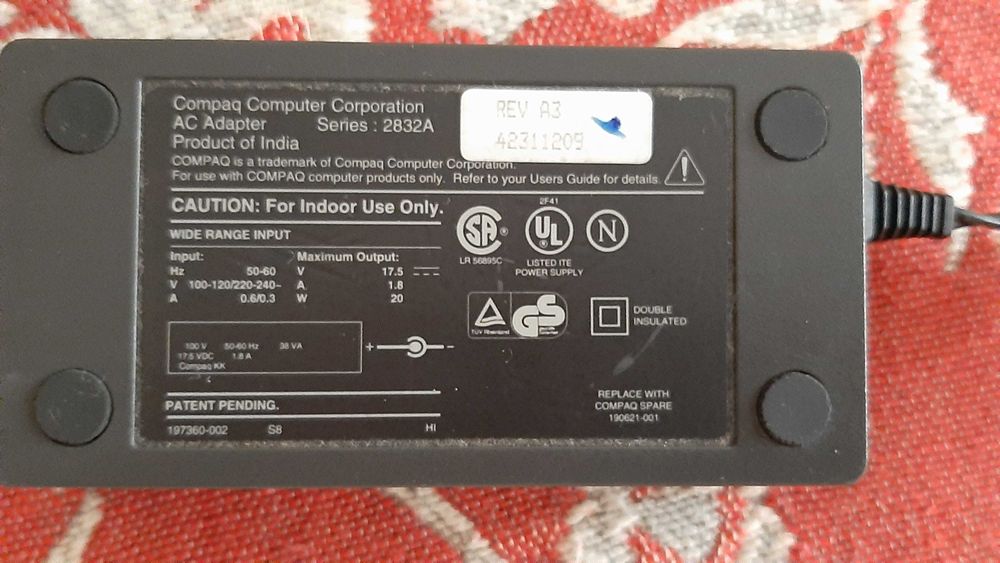 Compaq Computer Corporation
AC Adapter Series : 2832A
Product of India
REV A3
42311209
COMPAQ is a trademark of Compaq Computer Corporation.
For use with COMPAQ computer products only. Refer to your Users Guide for details.
CAUTION: For Indoor Use Only.
WIDE RANGE INPUT
Input: Maximum Output:
Hz 50-60 V 17.5
V 100-120/220-240~ A 1.8
A 0.6/0.3 W 20
100 V 50-60 Hz 38 VA
17.5 VDC 1.8 A
Compaq KK
+ -
PATENT PENDING.
197360-002 S8 HI
SA
LR 56895C
2F41
UL
LISTED ITE
POWER SUPPLY
N
TÜV Rheinland
GS
DOUBLE
INSULATED
REPLACE WITH
COMPAQ SPARE
190621-001